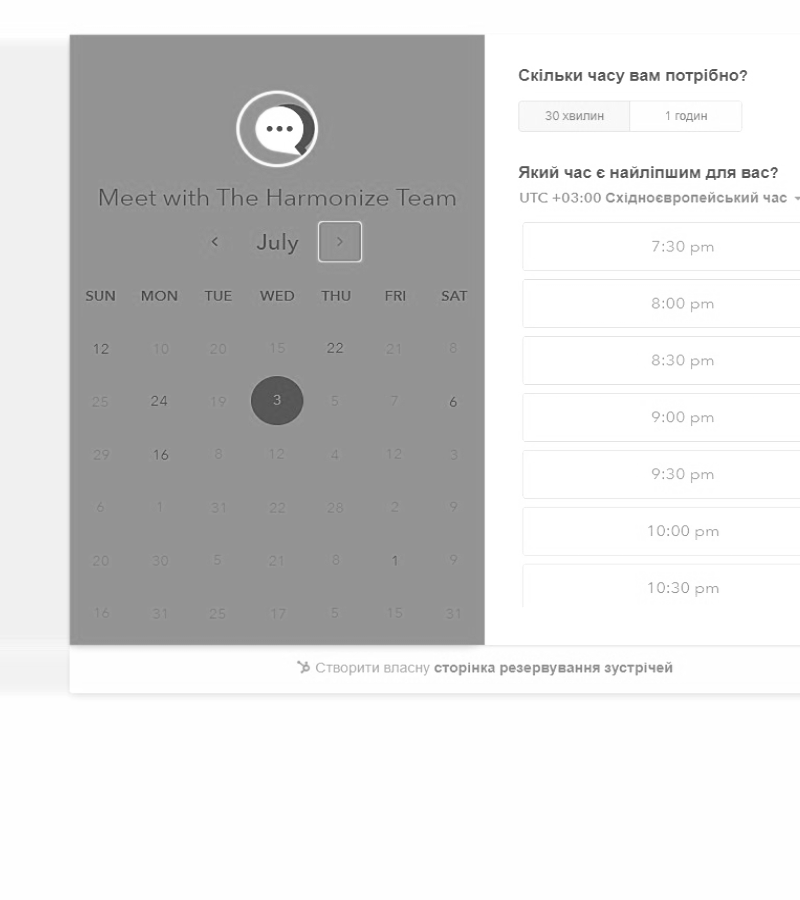 Meet with The Harmonize Team
July
SUN MON TUE WED THU FRI SAT
12 10 20 15 22 21 8
25 24 19 3 5 7 6
29 16 8 12 4 12 3
6 1 31 22 28 2 9
20 30 5 21 8 1 9
16 31 25 17 5 15 31
Скільки часу вам потрібно?
30 хвилин 1 годин
Який час є найліпшим для вас?
UTC +03:00 Східноєвропейський час
7:30 pm
8:00 pm
8:30 pm
9:00 pm
9:30 pm
10:00 pm
10:30 pm
Створити власну сторінка резервування зустрічей